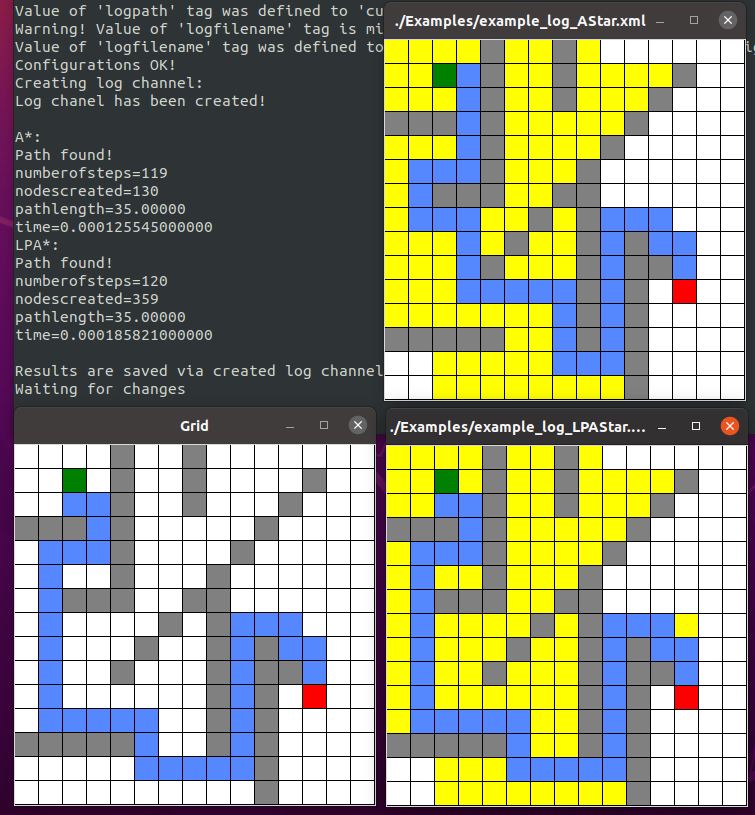 Value of 'logpath' tag was defined to 'cu
Warning! Value of 'logfilename' tag is mi
Value of 'logfilename' tag was defined to
Configurations OK!
Creating log channel:
Log chanel has been created!
A*:
Path found!
numberofsteps=119
nodescreated=130
pathlength=35.00000
time=0.000125545000000
LPA*:
Path found!
numberofsteps=120
nodescreated=359
pathlength=35.00000
time=0.000185821000000
Results are saved via created log channel
Waiting for changes
./Examples/example_log_AStar.xml
Grid
./Examples/example_log_LPAStar....